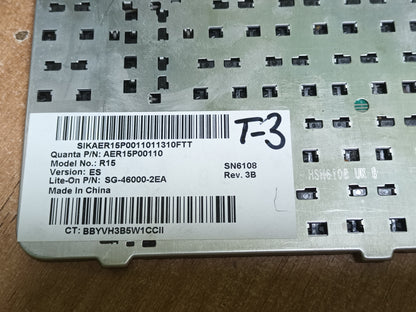 T-3
SIKAER15P0011011310FTT
Quanta P/N: AER15P00110
Model No.: R15
SN6108
Version: ES
Rev. 3B
Lite-On P/N: SG-46000-2EA
Made In China
CT: BBYVH3B5W1CCII